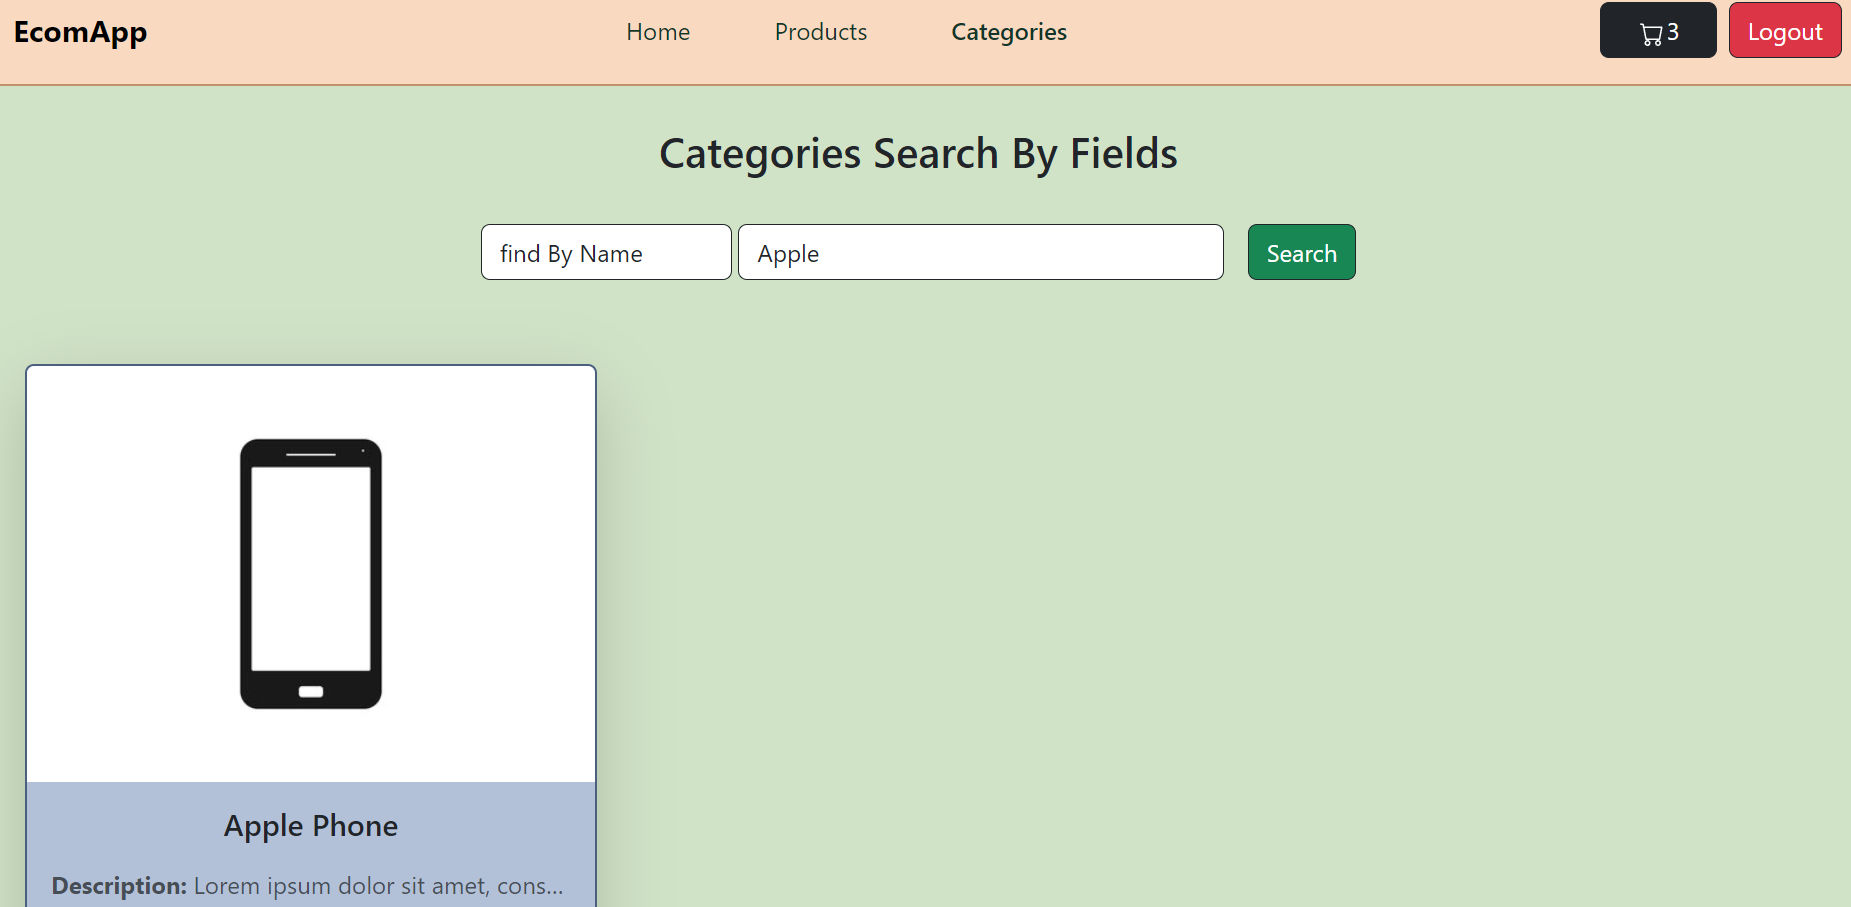 EcomApp Home Products Categories 3 Logout
Categories Search By Fields
find By Name Apple Search
Apple Phone
Description: Lorem ipsum dolor sit amet, cons...